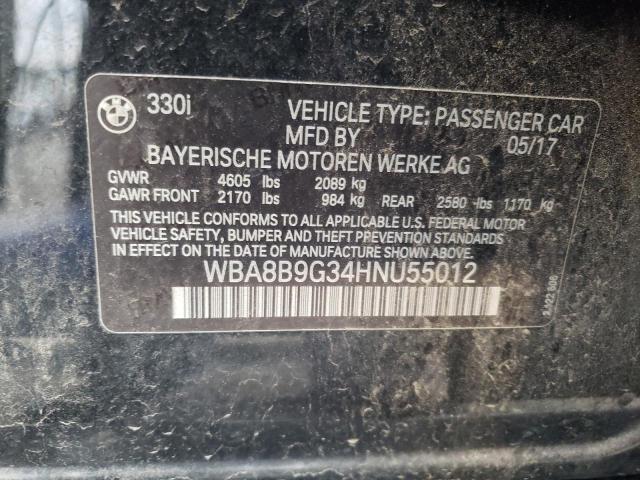 330i VEHICLE TYPE: PASSENGER CAR
MFD BY 05/17
BAYERISCHE MOTOREN WERKE AG
GVWR 4605 lbs 2089 kg
GAWR FRONT 2170 lbs 984 kg REAR 2580 lbs 1170 kg
THIS VEHICLE CONFORMS TO ALL APPLICABLE U.S. FEDERAL MOTOR
VEHICLE SAFETY, BUMPER AND THEFT PREVENTION STANDARDS
IN EFFECT ON THE DATE OF MANUFACTURE SHOWN ABOVE.
WBA8B9G34HNU55012